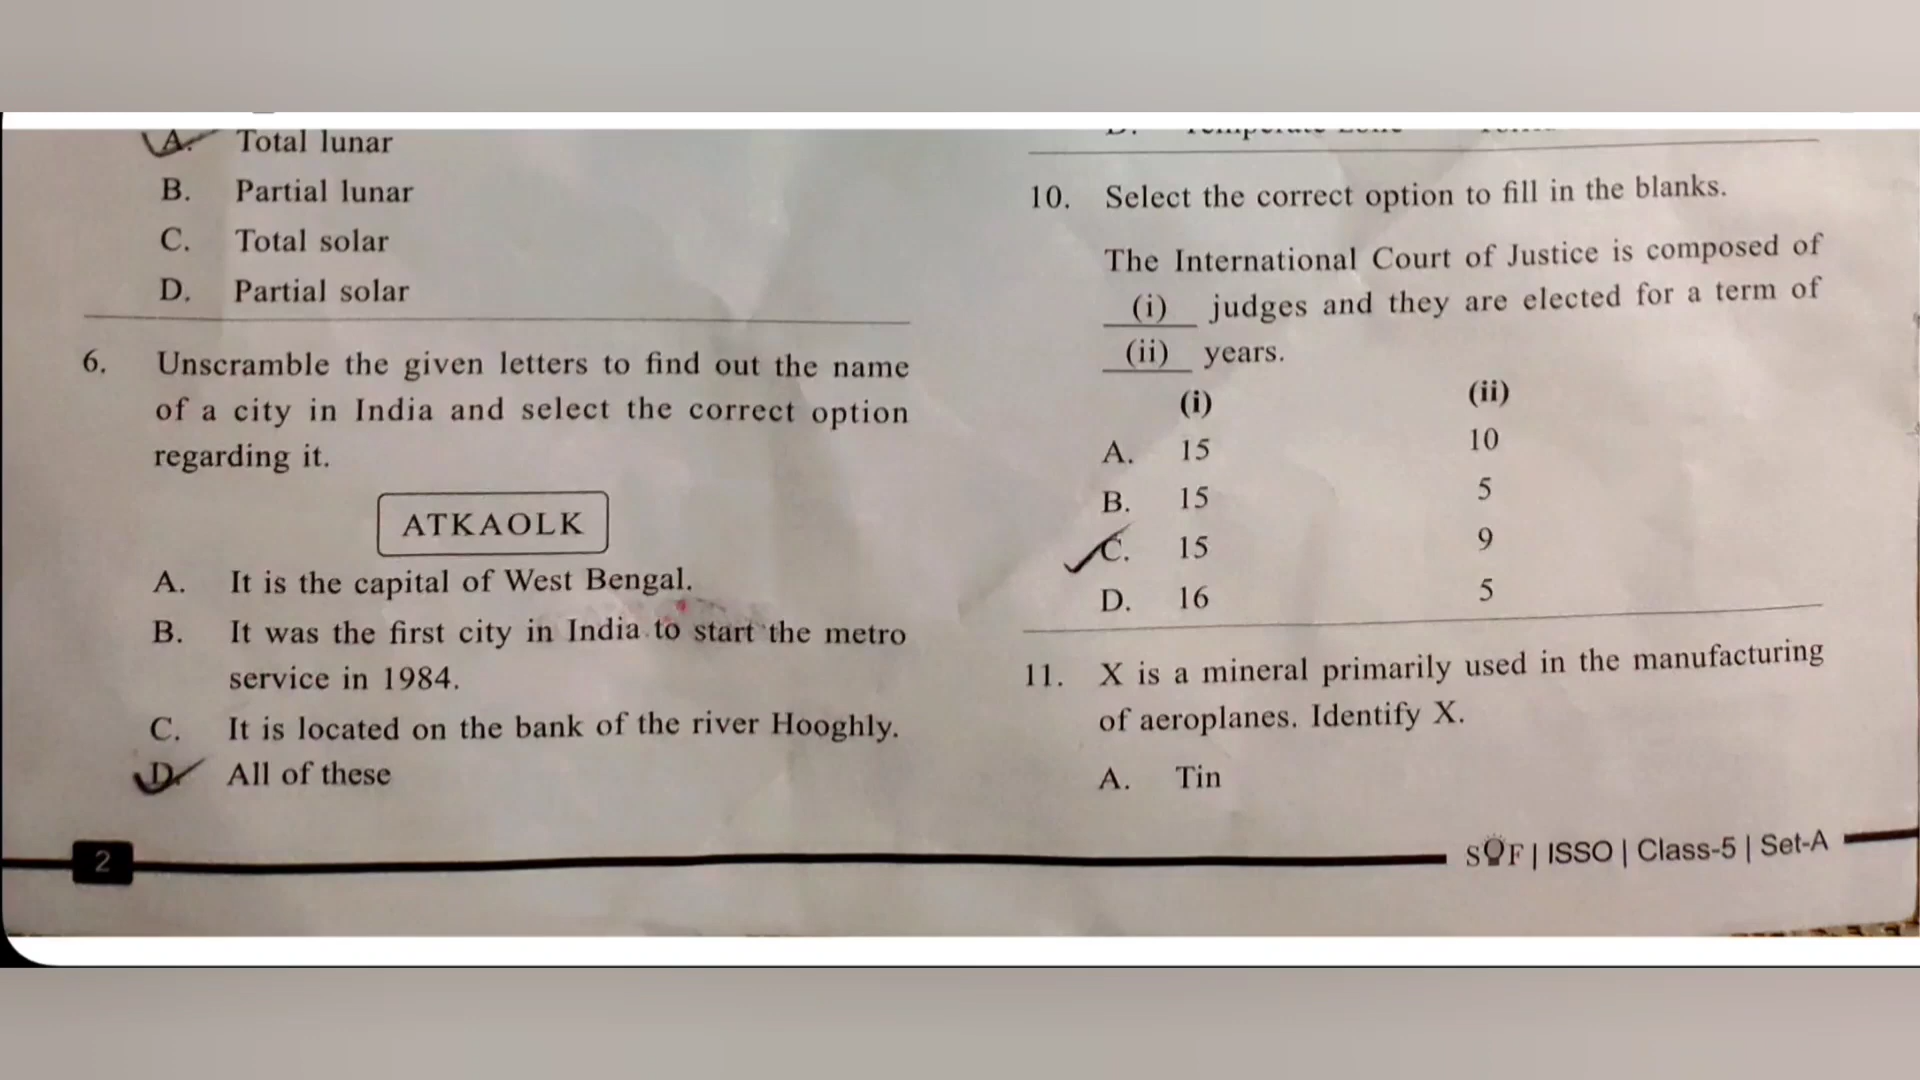 A. Total lunar
B. Partial lunar
C. Total solar
D. Partial solar
6. Unscramble the given letters to find out the name
of a city in India and select the correct option
regarding it.
ATKAOLK
A. It is the capital of West Bengal.
B. It was the first city in India to start the metro
service in 1984.
C. It is located on the bank of the river Hooghly.
D. All of these
10. Select the correct option to fill in the blanks.
The International Court of Justice is composed of
(i) judges and they are elected for a term of
(ii) years.
(i) (ii)
A. 15 10
B. 15 5
C. 15 9
D. 16 5
11. X is a mineral primarily used in the manufacturing
of aeroplanes. Identify X.
A. Tin
2
SOF | ISSO | Class-5 | Set-A